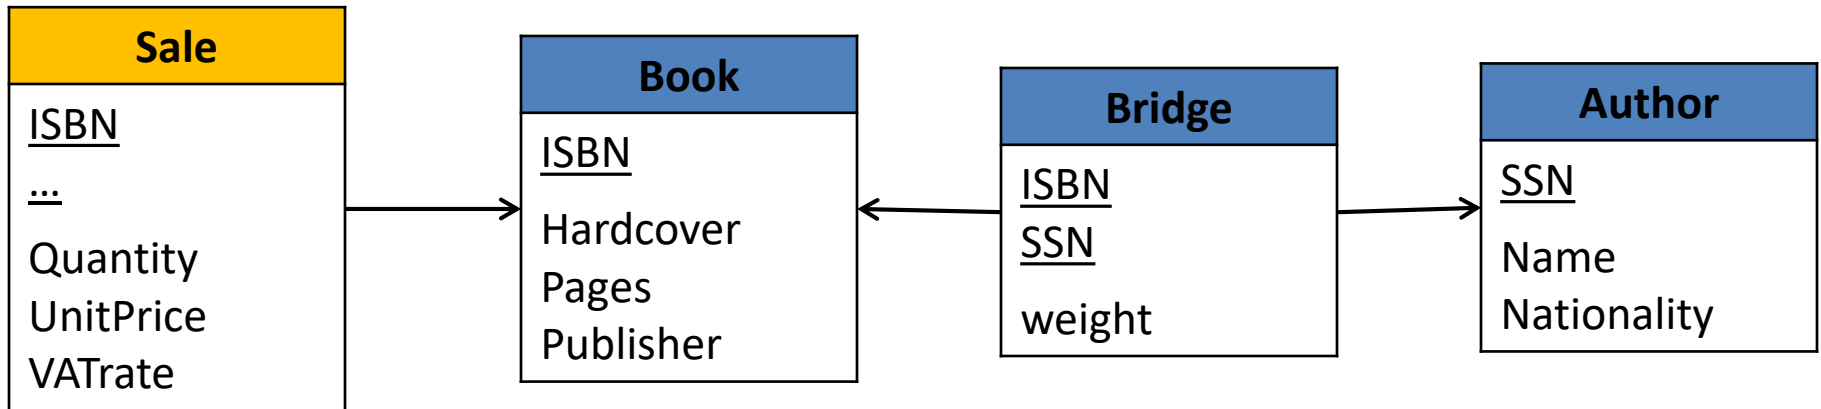 Sale
ISBN
...
Quantity
UnitPrice
VATrate
Book
ISBN
Hardcover
Pages
Publisher
Bridge
ISBN
SSN
weight
Author
SSN
Name
Nationality